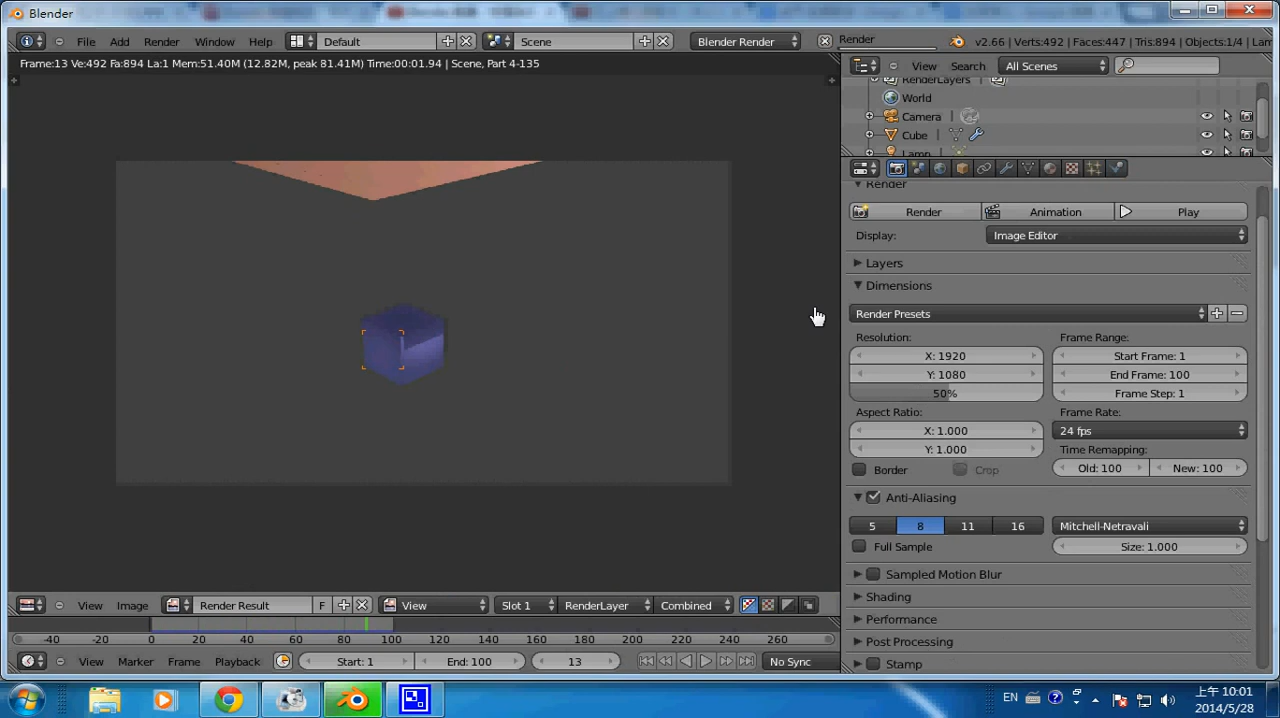 Blender
File Add Render Window Help Default Scene Blender Render Render v2.66 | Verts:492 | Faces:447 | Tris:894 | Objects:1/4 | Lam
Frame:13 Ve:492 Fa:894 La:1 Mem:51.40M (12.82M, peak 81.41M) Time:00:01.94 | Scene, Part 4-135
View Search All Scenes
RenderLayers
World
Camera
Cube
Lamp
Render
Render Animation Play
Display: Image Editor
Layers
Dimensions
Render Presets
Resolution: Frame Range:
X: 1920 Start Frame: 1
Y: 1080 End Frame: 100
50% Frame Step: 1
Aspect Ratio: Frame Rate:
X: 1.000 24 fps
Y: 1.000 Time Remapping:
Border Crop Old: 100 New: 100
Anti-Aliasing
5 8 11 16 Mitchell-Netravali
Full Sample Size: 1.000
Sampled Motion Blur
Shading
Performance
Post Processing
Stamp
View Image Render Result F View Slot 1 RenderLayer Combined
-40 -20 0 20 40 60 80 100 120 140 160 180 200 220 240 260
View Marker Frame Playback Start: 1 End: 100 13 No Sync
EN 上午 10:01
2014/5/28